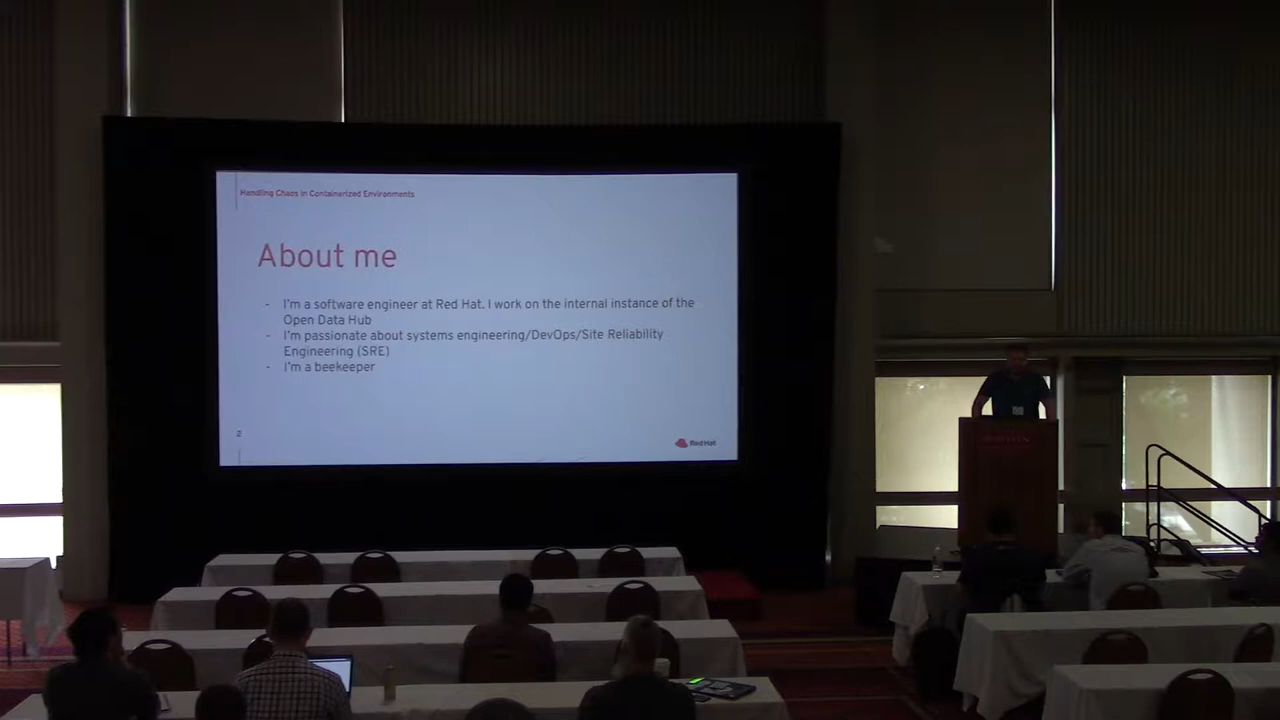 Handling Chaos in Containerized Environments
About me
- I'm a software engineer at Red Hat. I work on the internal instance of the
Open Data Hub
- I'm passionate about systems engineering/DevOps/Site Reliability
Engineering (SRE)
- I'm a beekeeper
2
Red Hat